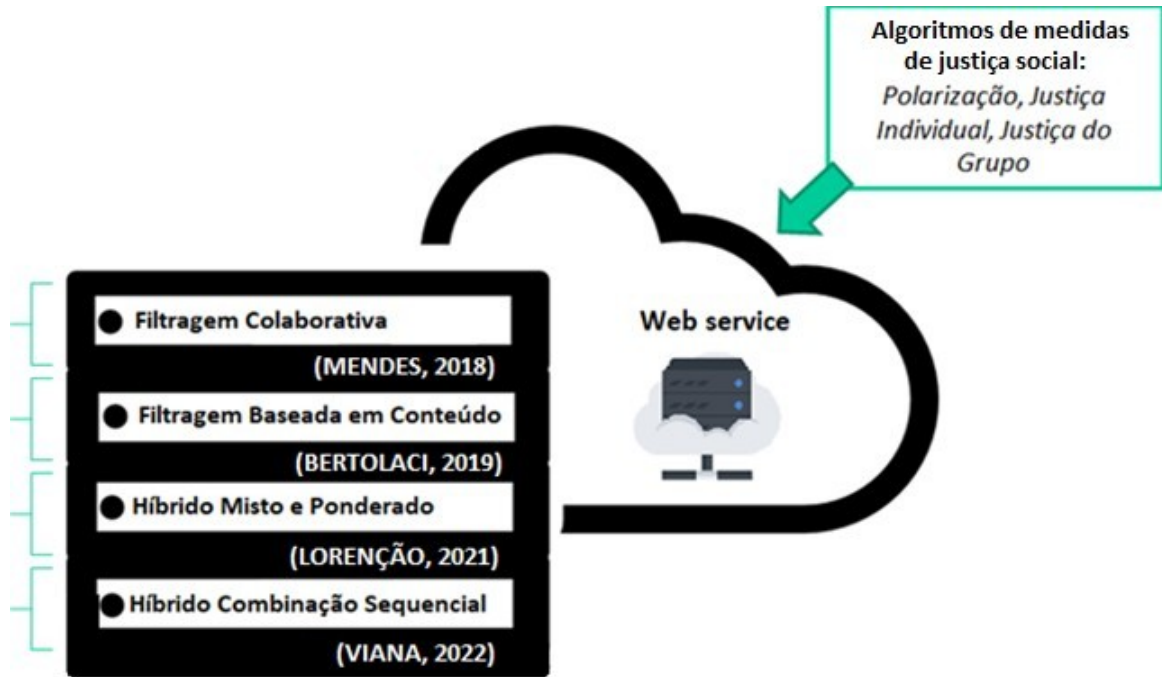 Algoritmos de medidas
de justiça social:
Polarização, Justiça
Individual, Justiça do
Grupo
Filtragem Colaborativa
(MENDES, 2018)
Filtragem Baseada em Conteúdo
(BERTOLACI, 2019)
Híbrido Misto e Ponderado
(LORENÇÃO, 2021)
Híbrido Combinação Sequencial
(VIANA, 2022)
Web service